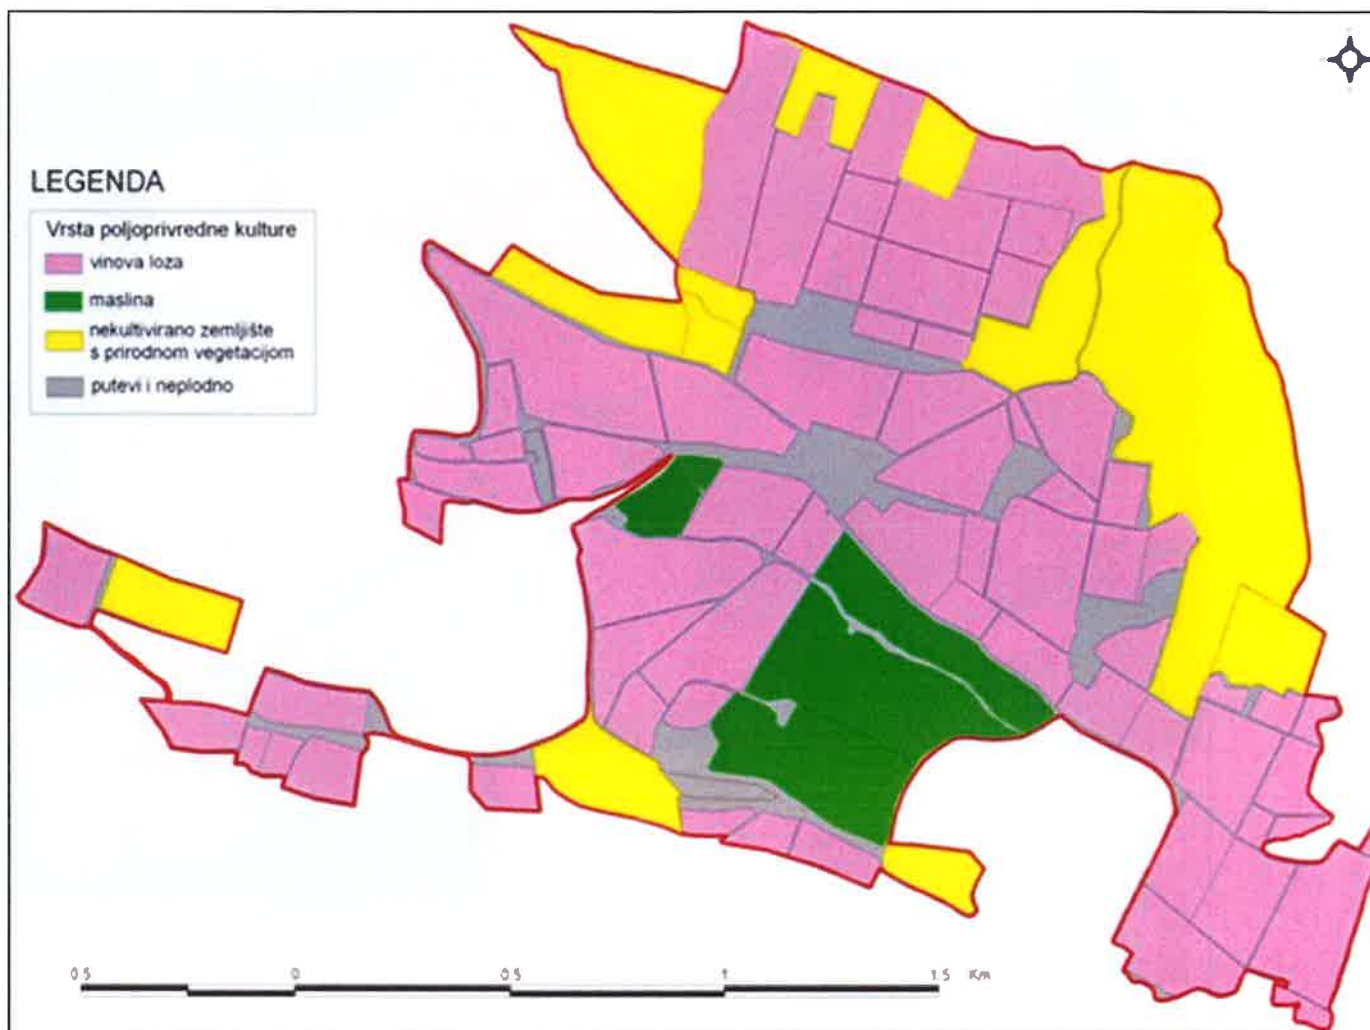 LEGENDA
Vrsta poljoprivredne kulture
vinova loza
maslina
nekultivirano zemljište
s prirodnom vegetacijom
putevi i neplodno
0.5 0 0.5 1 1.5 Km